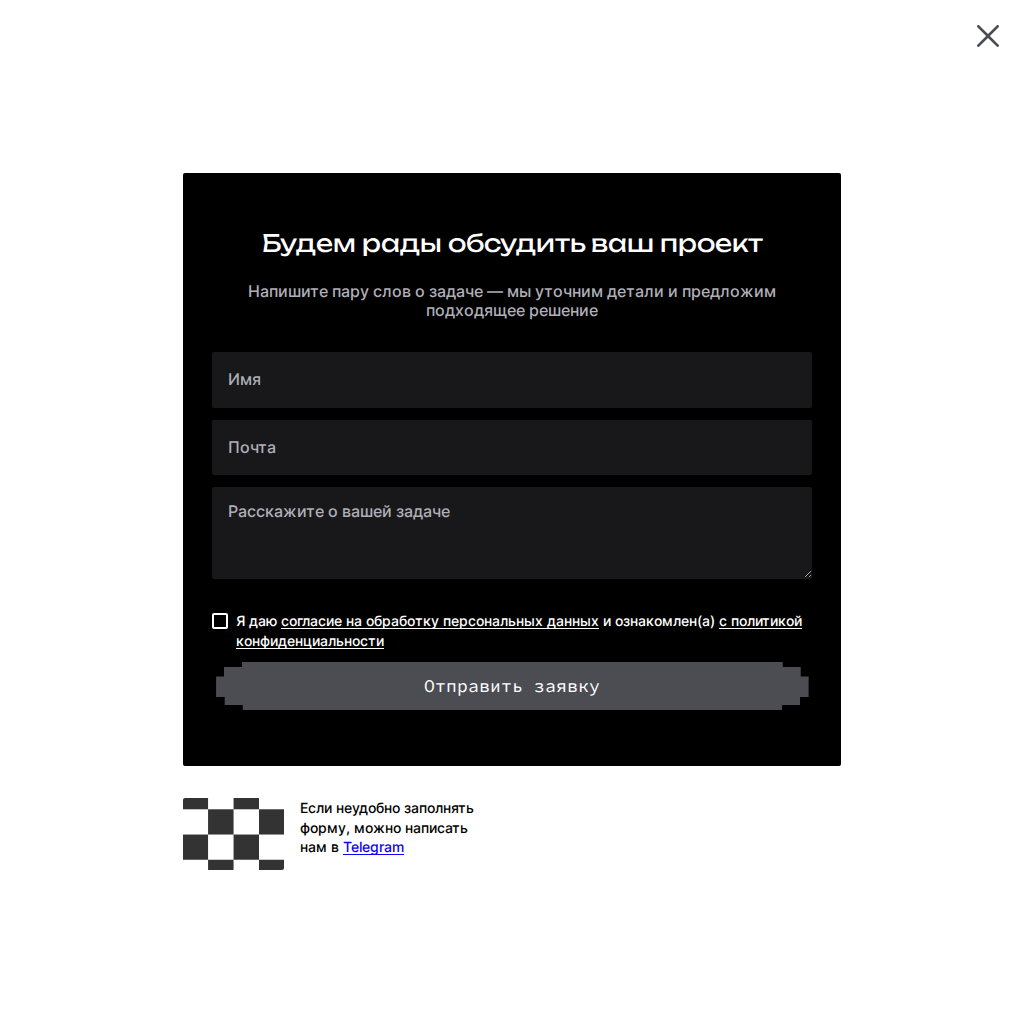 Будем рады обсудить ваш проект
Напишите пару слов о задаче — мы уточним детали и предложим
подходящее решение
Имя
Почта
Расскажите о вашей задаче
Я даю согласие на обработку персональных данных и ознакомлен(а) с политикой
конфиденциальности
Отправить заявку
Если неудобно заполнять
форму, можно написать
нам в Telegram